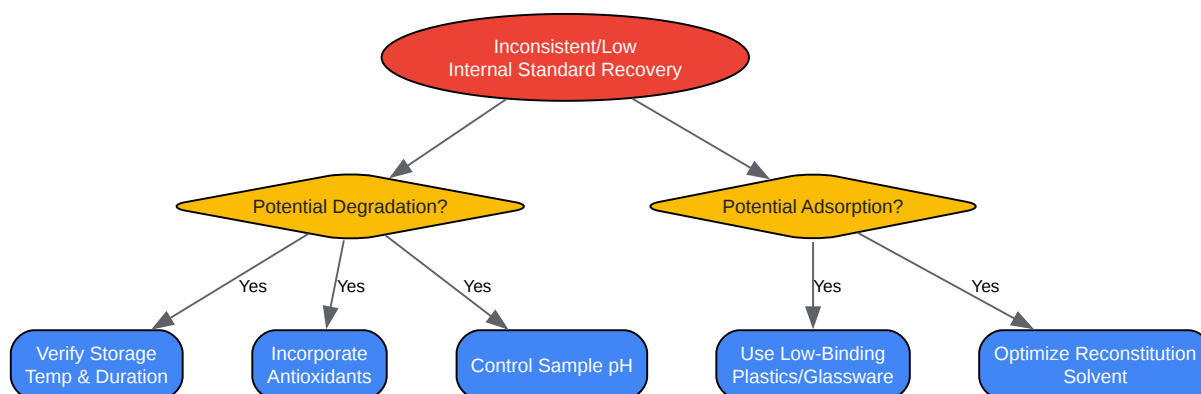 Inconsistent/Low
Internal Standard Recovery
Potential Degradation?
Potential Adsorption?
Yes
Yes
Yes
Yes
Yes
Verify Storage
Temp & Duration
Incorporate
Antioxidants
Control Sample pH
Use Low-Binding
Plastics/Glassware
Optimize Reconstitution
Solvent